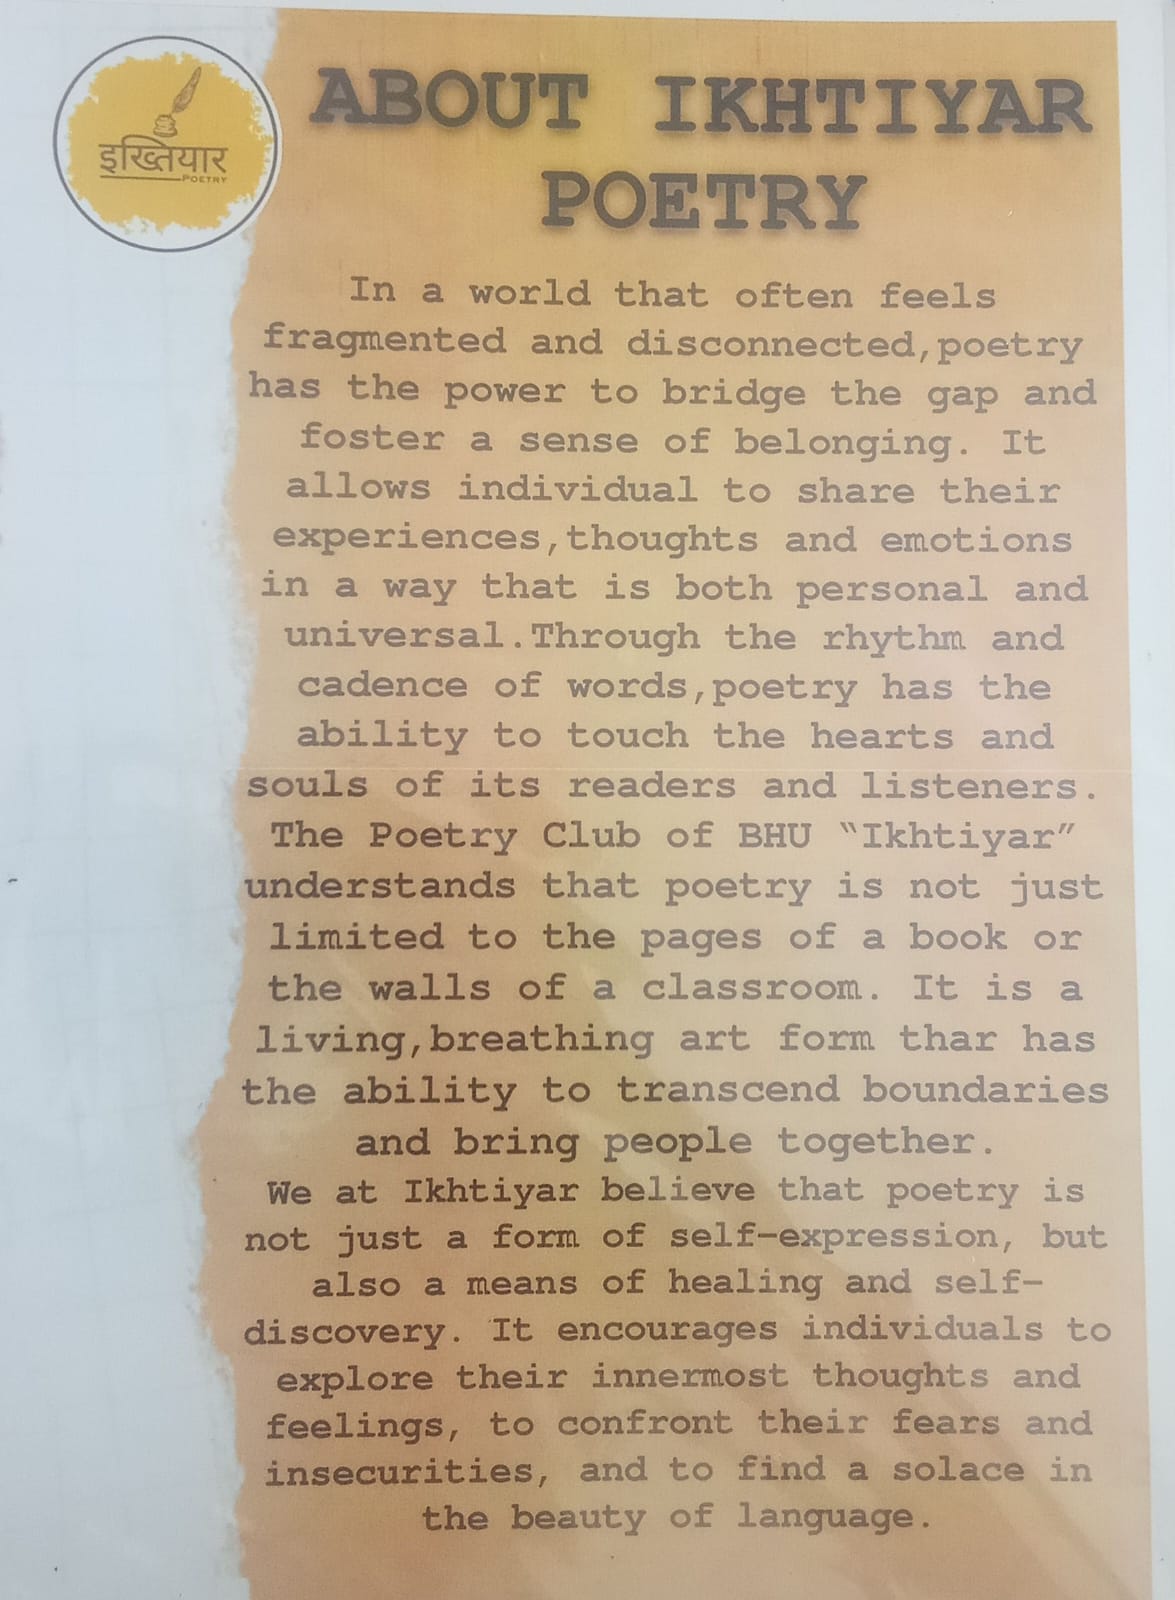 इख्तियार
POETRY
ABOUT IKHTIYAR
POETRY
In a world that often feels
fragmented and disconnected,poetry
has the power to bridge the gap and
foster a sense of belonging. It
allows individual to share their
experiences,thoughts and emotions
in a way that is both personal and
universal.Through the rhythm and
cadence of words,poetry has the
ability to touch the hearts and
souls of its readers and listeners.
The Poetry Club of BHU “Ikhtiyar”
understands that poetry is not just
limited to the pages of a book or
the walls of a classroom. It is a
living,breathing art form thar has
the ability to transcend boundaries
and bring people together.
We at Ikhtiyar believe that poetry is
not just a form of self-expression, but
also a means of healing and self-
discovery. It encourages individuals to
explore their innermost thoughts and
feelings, to confront their fears and
insecurities, and to find a solace in
the beauty of language.